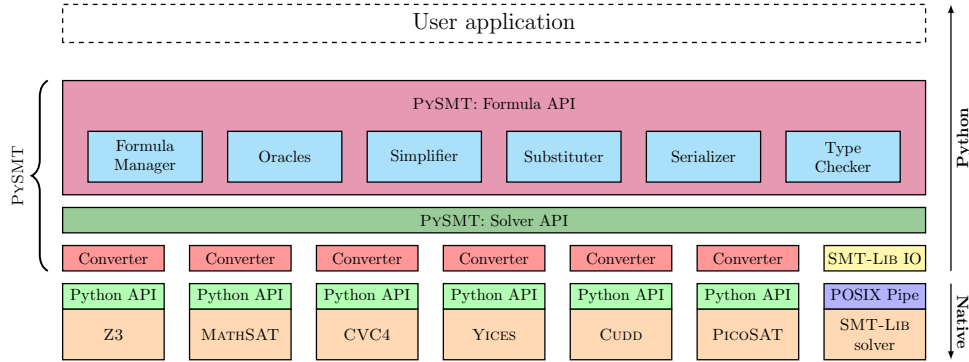 User application
PYSMT: Formula API
Formula
Manager
Oracles
Simplifier
Substituter
Serializer
Type
Checker
PYSMT: Solver API
Converter Converter Converter Converter Converter Converter SMT-LIB IO
Python API Python API Python API Python API Python API Python API POSIX Pipe
Z3 MATHSAT CVC4 YICES CUDD PICOSAT SMT-LIB
solver
PYSMT
Python
Native